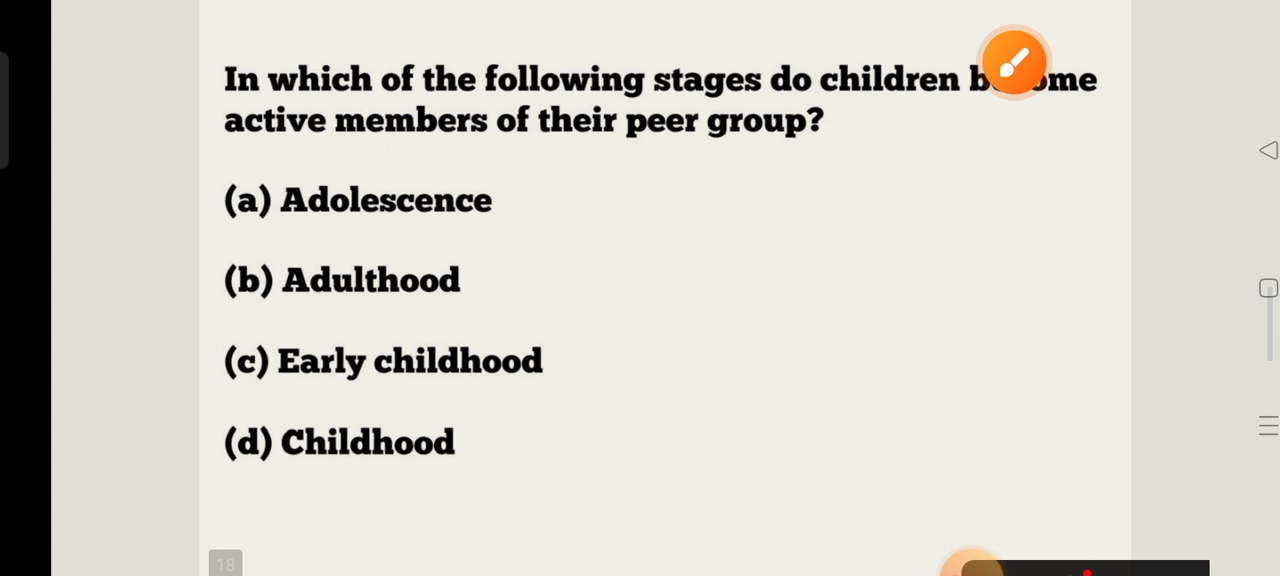 In which of the following stages do children
active members of their peer group?
(a) Adolescence
(b) Adulthood
(c) Early childhood
(d) Childhood
18